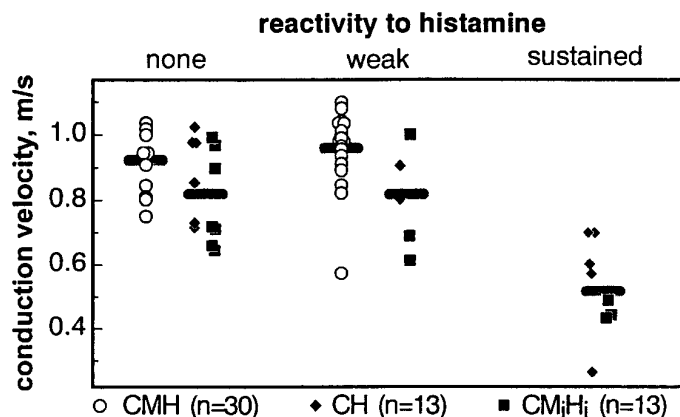 reactivity to histamine
none weak sustained
conduction velocity, m/s
1.0
0.8
0.6
0.4
○ CMH (n=30) ◆ CH (n=13) ■ CMiHi (n=13)